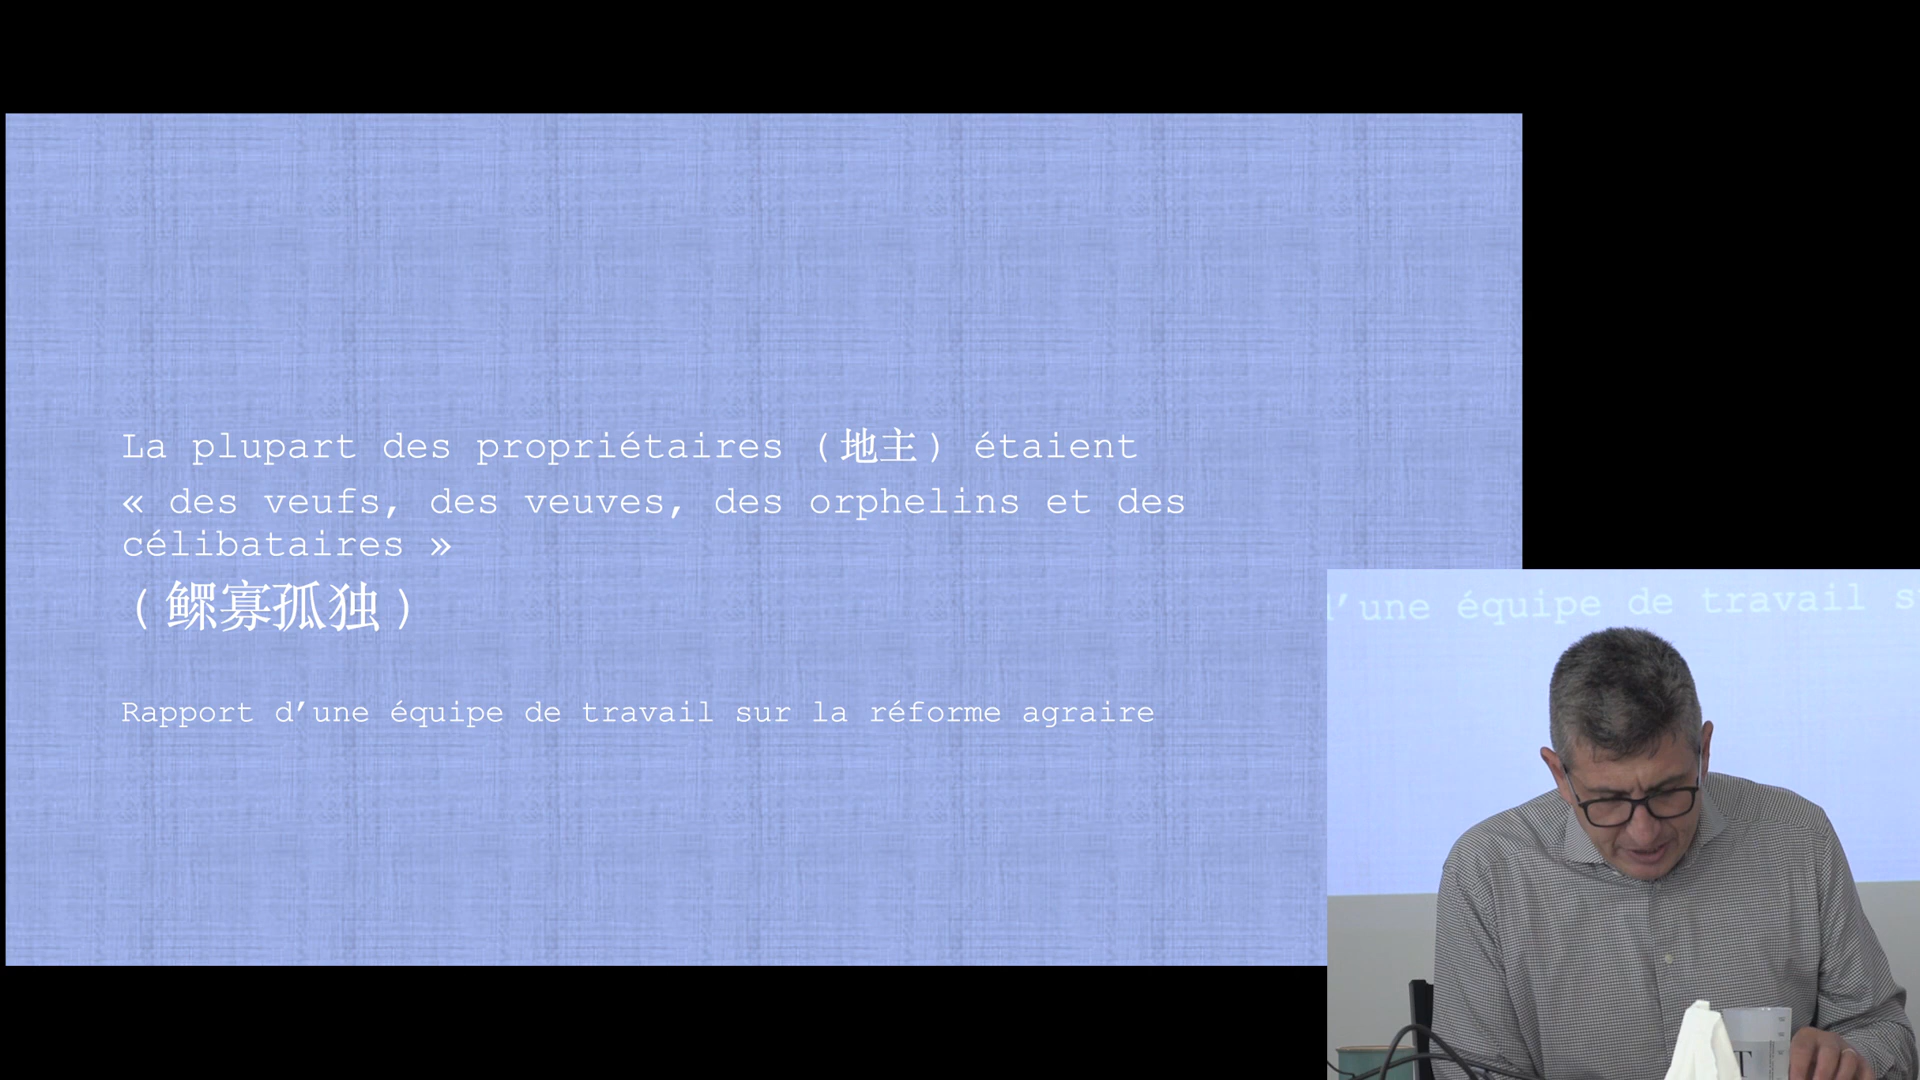 La plupart des propriétaires (地主) étaient
« des veufs, des veuves, des orphelins et des
célibataires »
(鳏寡孤独)
Rapport d’une équipe de travail sur la réforme agraire
’une équipe de travail